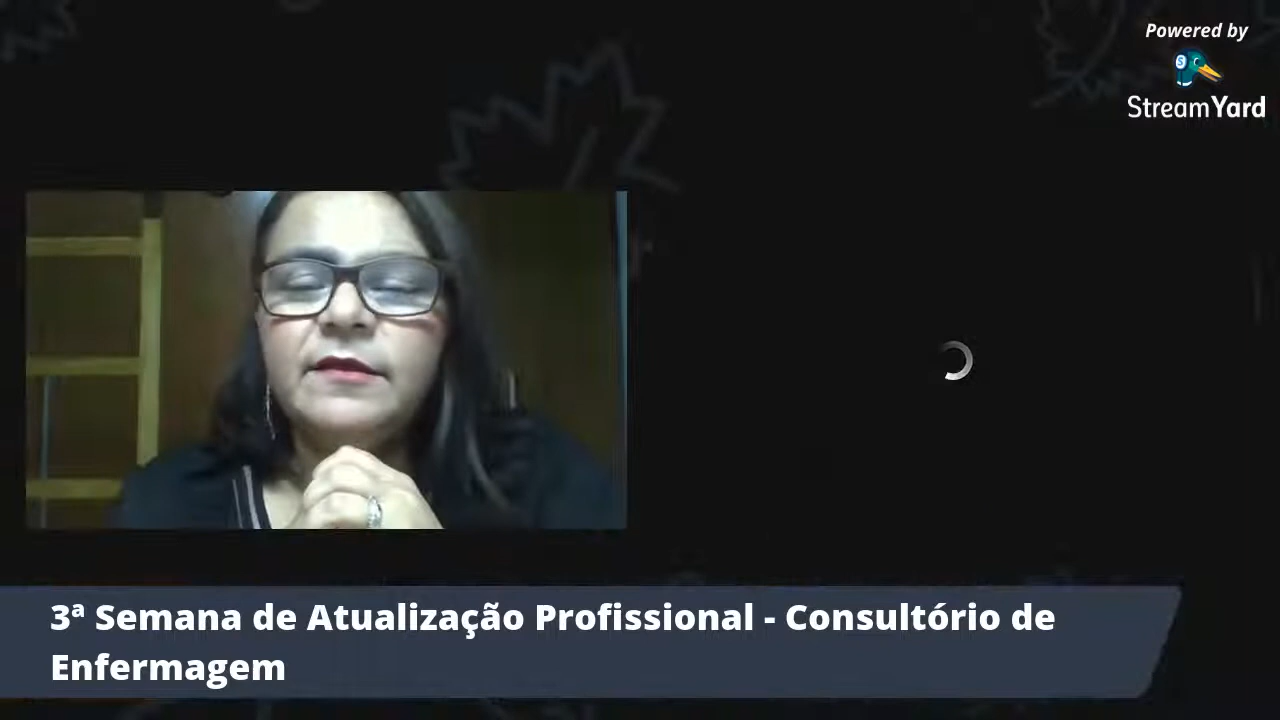 Powered by
StreamYard
3ª Semana de Atualização Profissional - Consultório de
Enfermagem